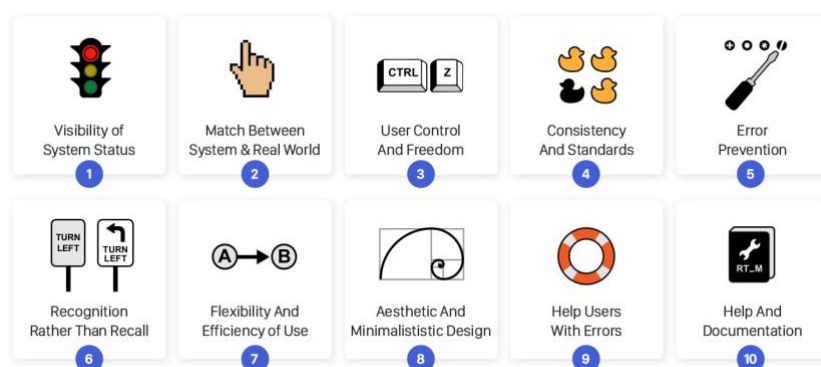 CTRL Z
Visibility of
System Status
1
Match Between
System & Real World
2
User Control
And Freedom
3
Consistency
And Standards
4
Error
Prevention
5
TURN
LEFT
TURN
LEFT
Recognition
Rather Than Recall
6
A B
Flexibility And
Efficiency of Use
7
Aesthetic And
Minimalististic Design
8
Help Users
With Errors
9
RT_M
Help And
Documentation
10